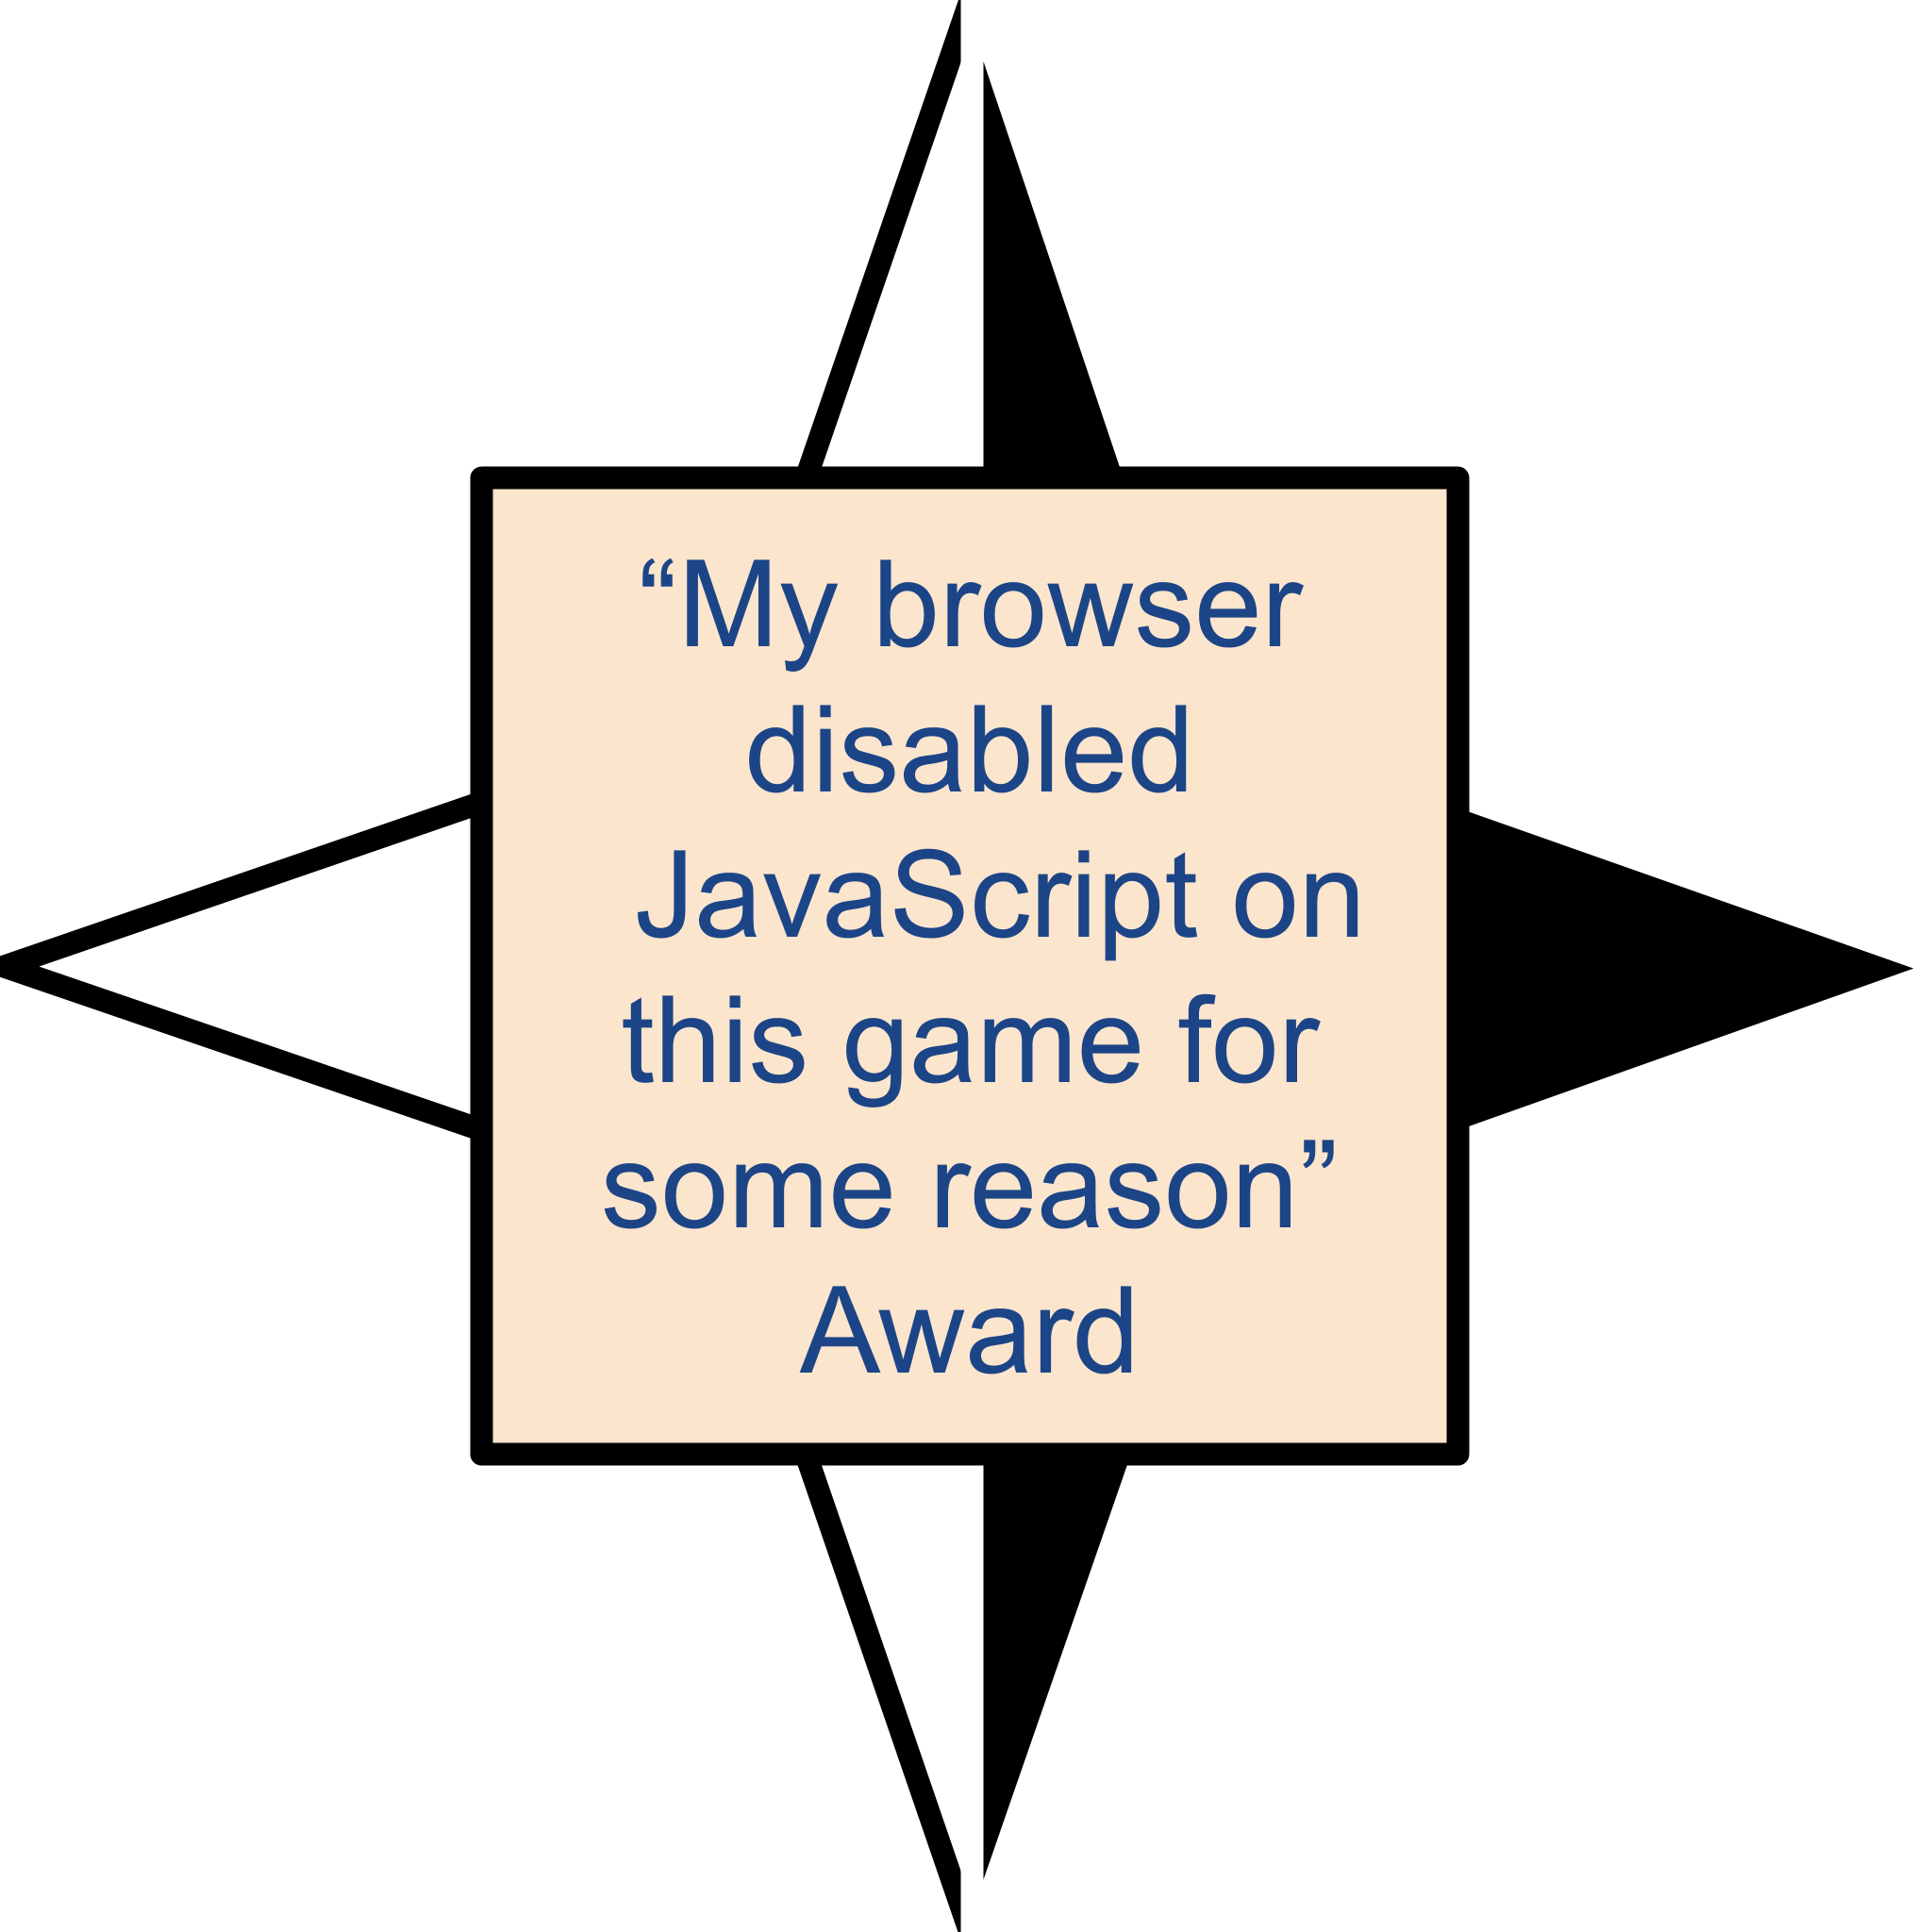 “My browser
disabled
JavaScript on
this game for
some reason”
Award